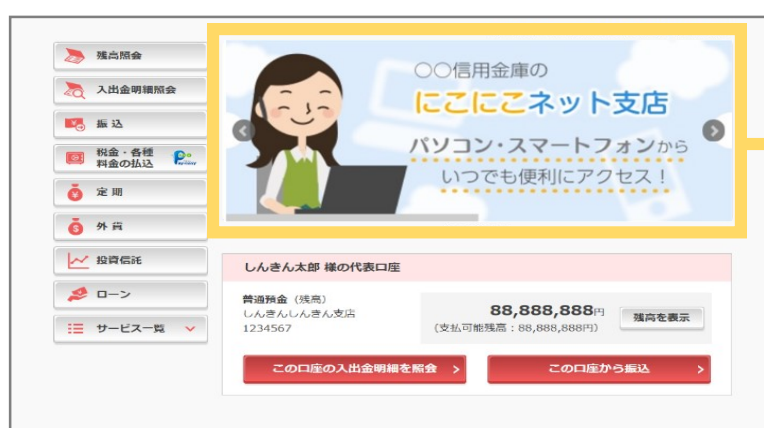 残高照会
入出金明細照会
振込
税金・各種
料金の払込
定期
外貨
投資信託
ローン
サービス一覧
○○信用金庫の
にこにこネット支店
パソコン・スマートフォンから
いつでも便利にアクセス！
しんきん太郎 様の代表口座
普通預金（残高）
しんきんしんきん支店
1234567
88,888,888円
（支払可能残高：88,888,888円）
残高を表示
この口座の入出金明細を照会
この口座から振込